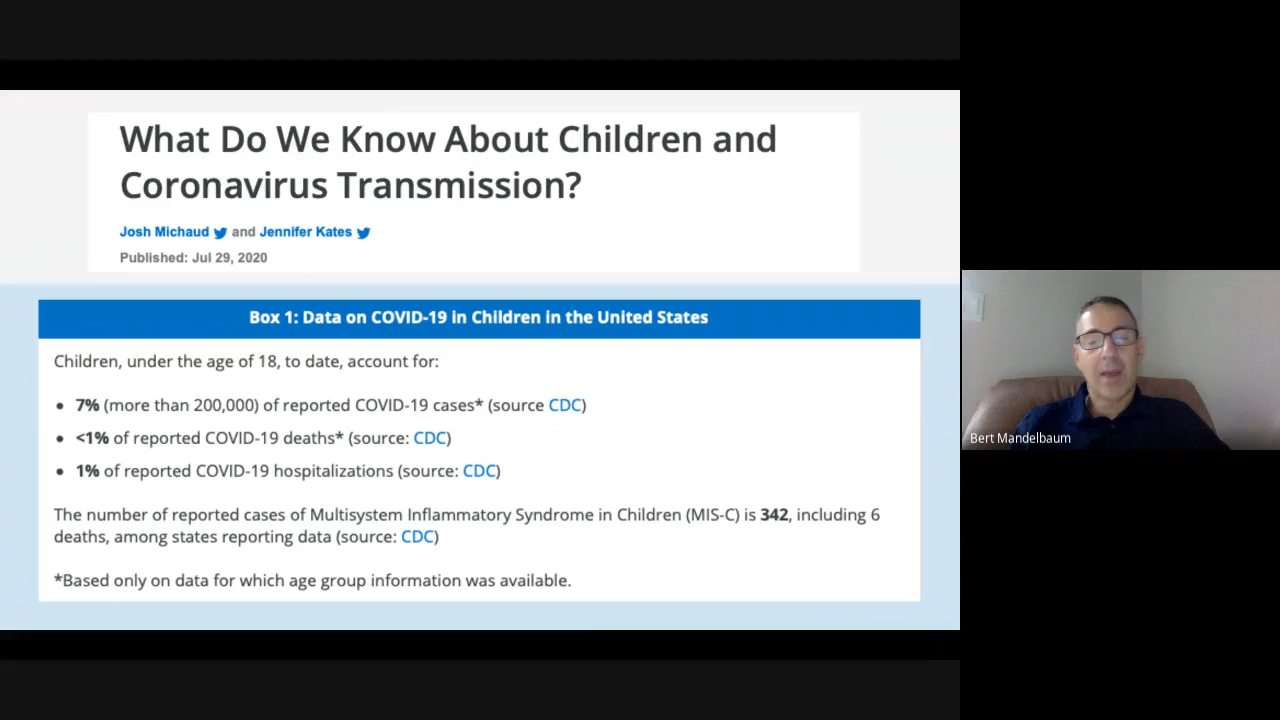 What Do We Know About Children and
Coronavirus Transmission?
Josh Michaud and Jennifer Kates
Published: Jul 29, 2020
Box 1: Data on COVID-19 in Children in the United States
Children, under the age of 18, to date, account for:
• 7% (more than 200,000) of reported COVID-19 cases* (source CDC)
• <1% of reported COVID-19 deaths* (source: CDC)
• 1% of reported COVID-19 hospitalizations (source: CDC)
The number of reported cases of Multisystem Inflammatory Syndrome in Children (MIS-C) is 342, including 6
deaths, among states reporting data (source: CDC)
*Based only on data for which age group information was available.
Bert Mandelbaum